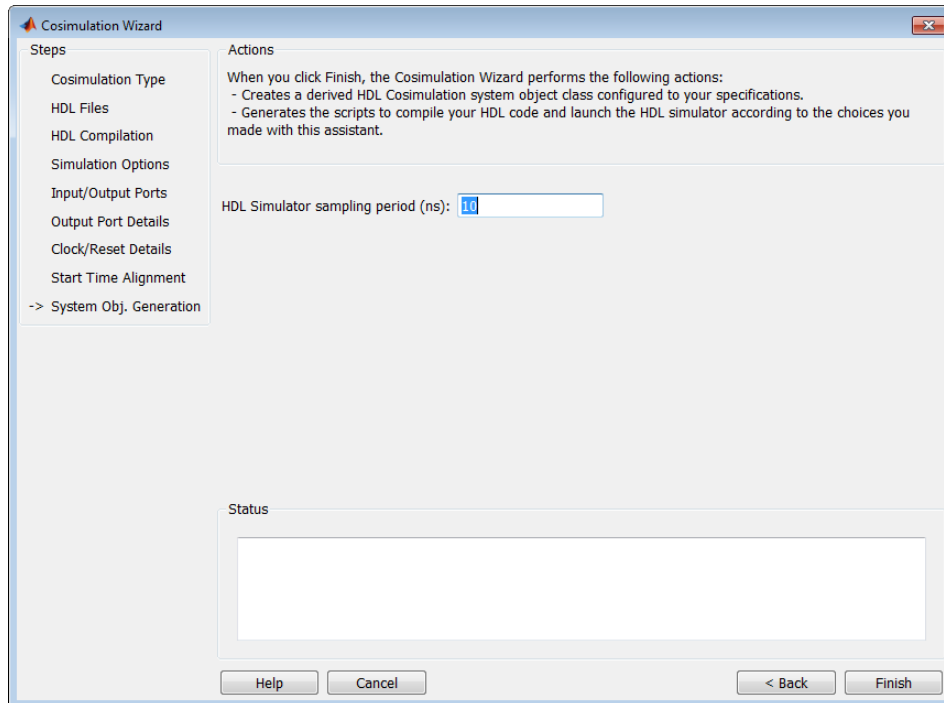 Cosimulation Wizard
Steps
Cosimulation Type
HDL Files
HDL Compilation
Simulation Options
Input/Output Ports
Output Port Details
Clock/Reset Details
Start Time Alignment
-> System Obj. Generation
Actions
When you click Finish, the Cosimulation Wizard performs the following actions:
- Creates a derived HDL Cosimulation system object class configured to your specifications.
- Generates the scripts to compile your HDL code and launch the HDL simulator according to the choices you
made with this assistant.
HDL Simulator sampling period (ns): 10
Status
Help Cancel < Back Finish